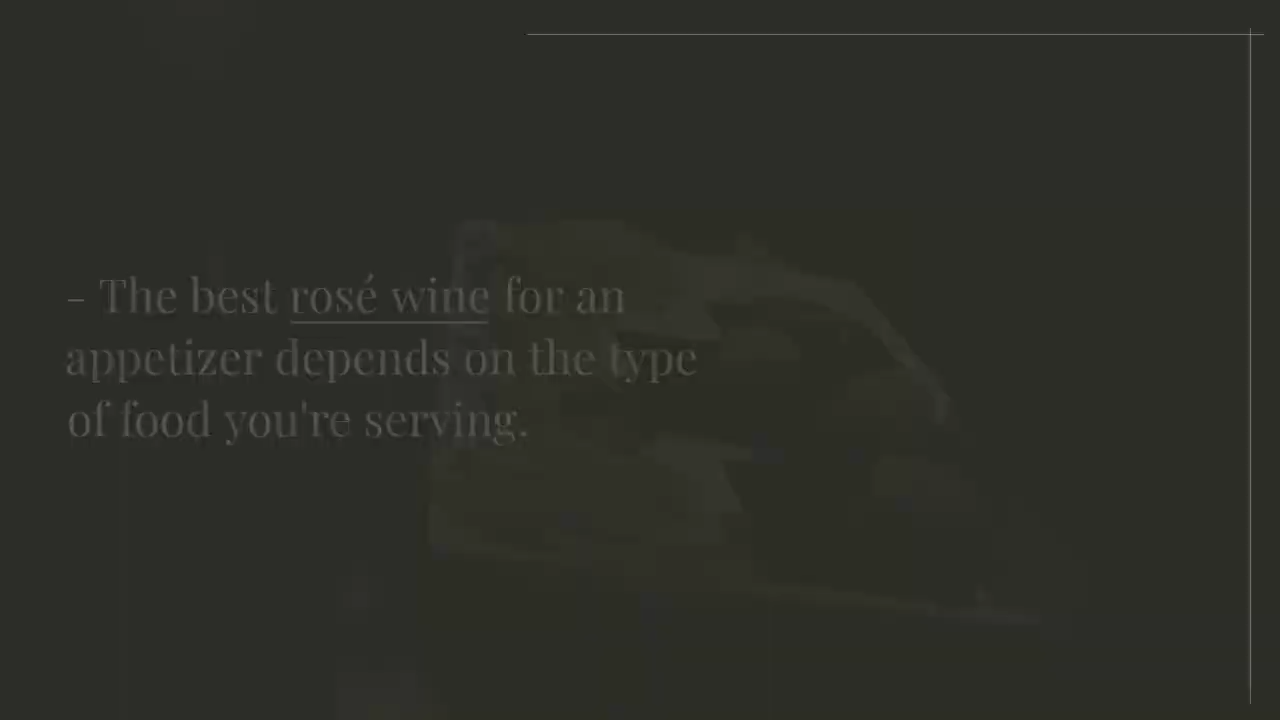 – The best rosé wine for an
appetizer depends on the type
of food you're serving.